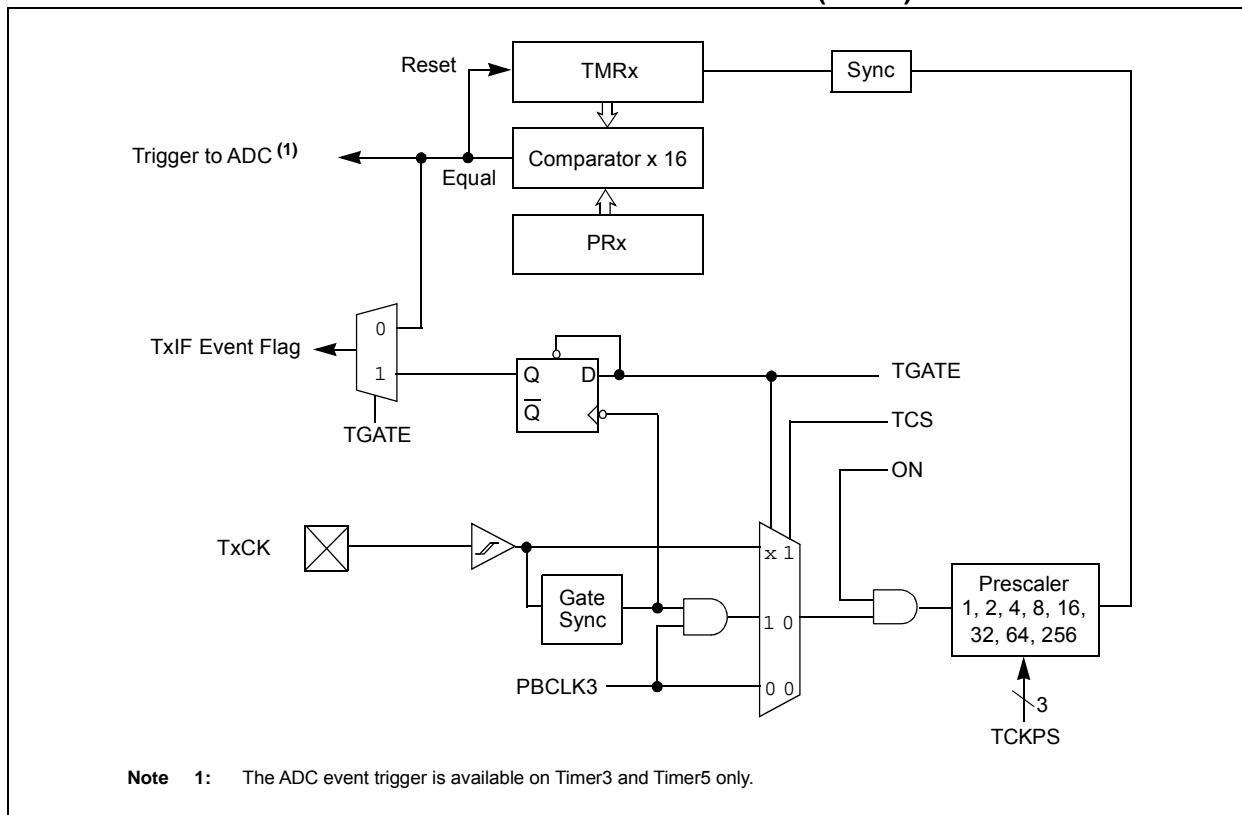 Reset
TMRx
Sync
Trigger to ADC (1)
Equal
Comparator x 16
PRx
0
TxIF Event Flag
1
TGATE
Q
D
Q̅
TGATE
TCS
ON
TxCK
x 1
Gate
Sync
1 0
Prescaler
1, 2, 4, 8, 16,
32, 64, 256
PBCLK3
0 0
3
TCKPS
Note 1: The ADC event trigger is available on Timer3 and Timer5 only.